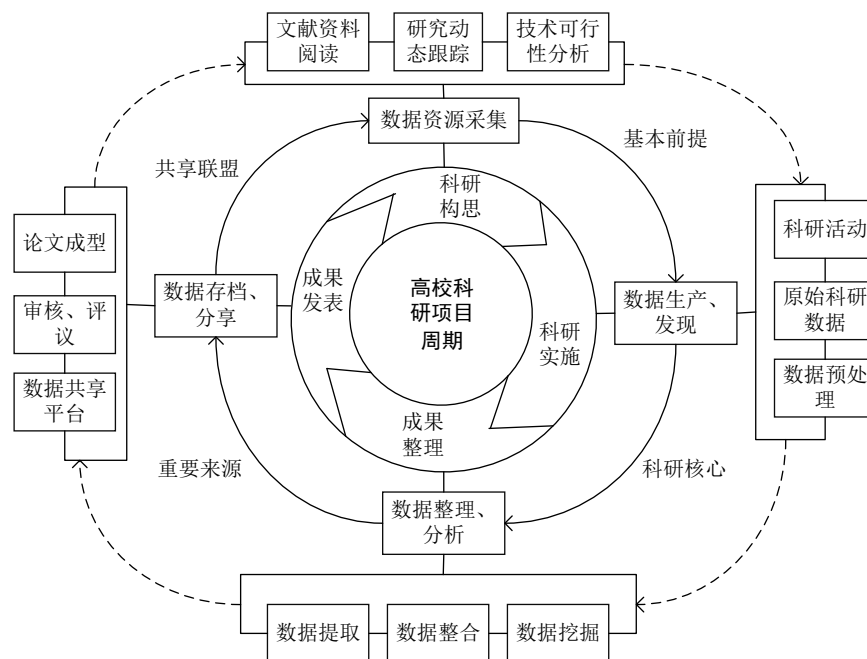 文献资料
阅读
研究动
态跟踪
技术可行
性分析
数据资源采集
共享联盟
基本前提
科研
构思
论文成型
审核、评议
数据共享
平台
数据存档、
分享
成果
发表
高校科
研项目
周期
科研
实施
数据生产、
发现
科研活动
原始科研
数据
数据预处
理
成果
整理
重要来源
科研核心
数据整理、
分析
数据提取
数据整合
数据挖掘